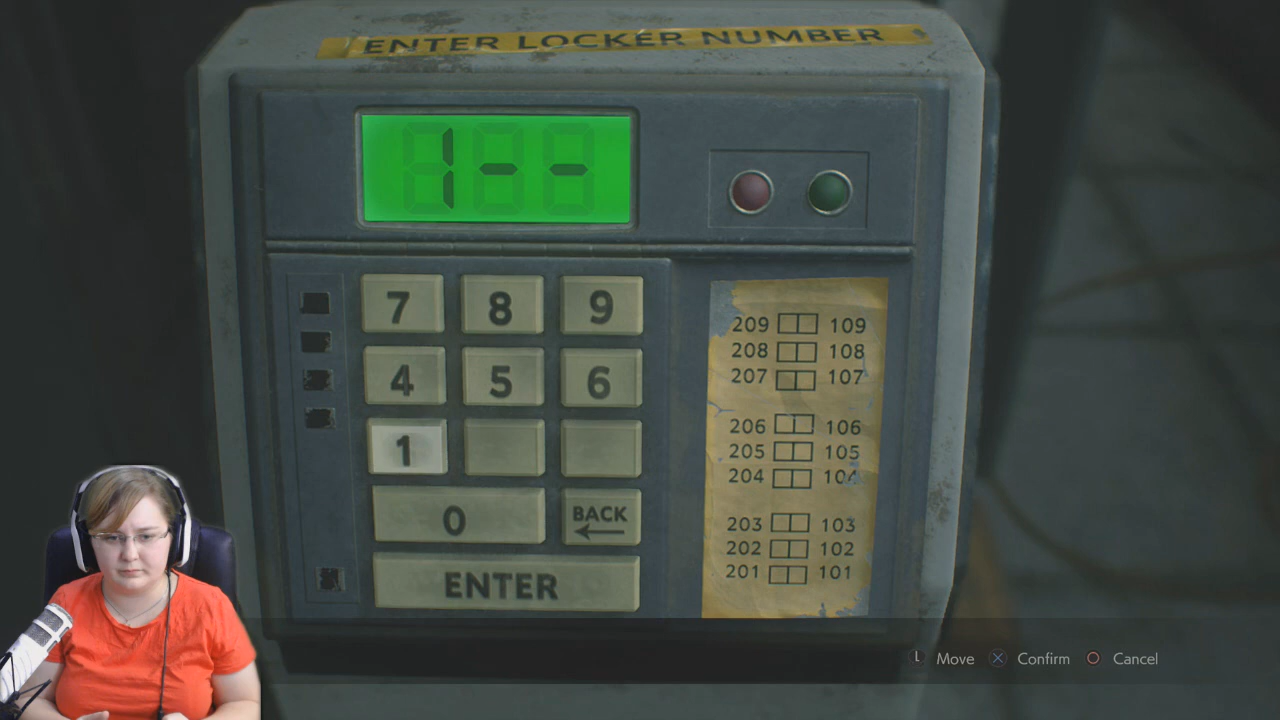 ENTER LOCKER NUMBER
1--
7 8 9
4 5 6
1
0 BACK
ENTER
209 109
208 108
207 107
206 106
205 105
204 104
203 103
202 102
201 101
L Move Confirm Cancel